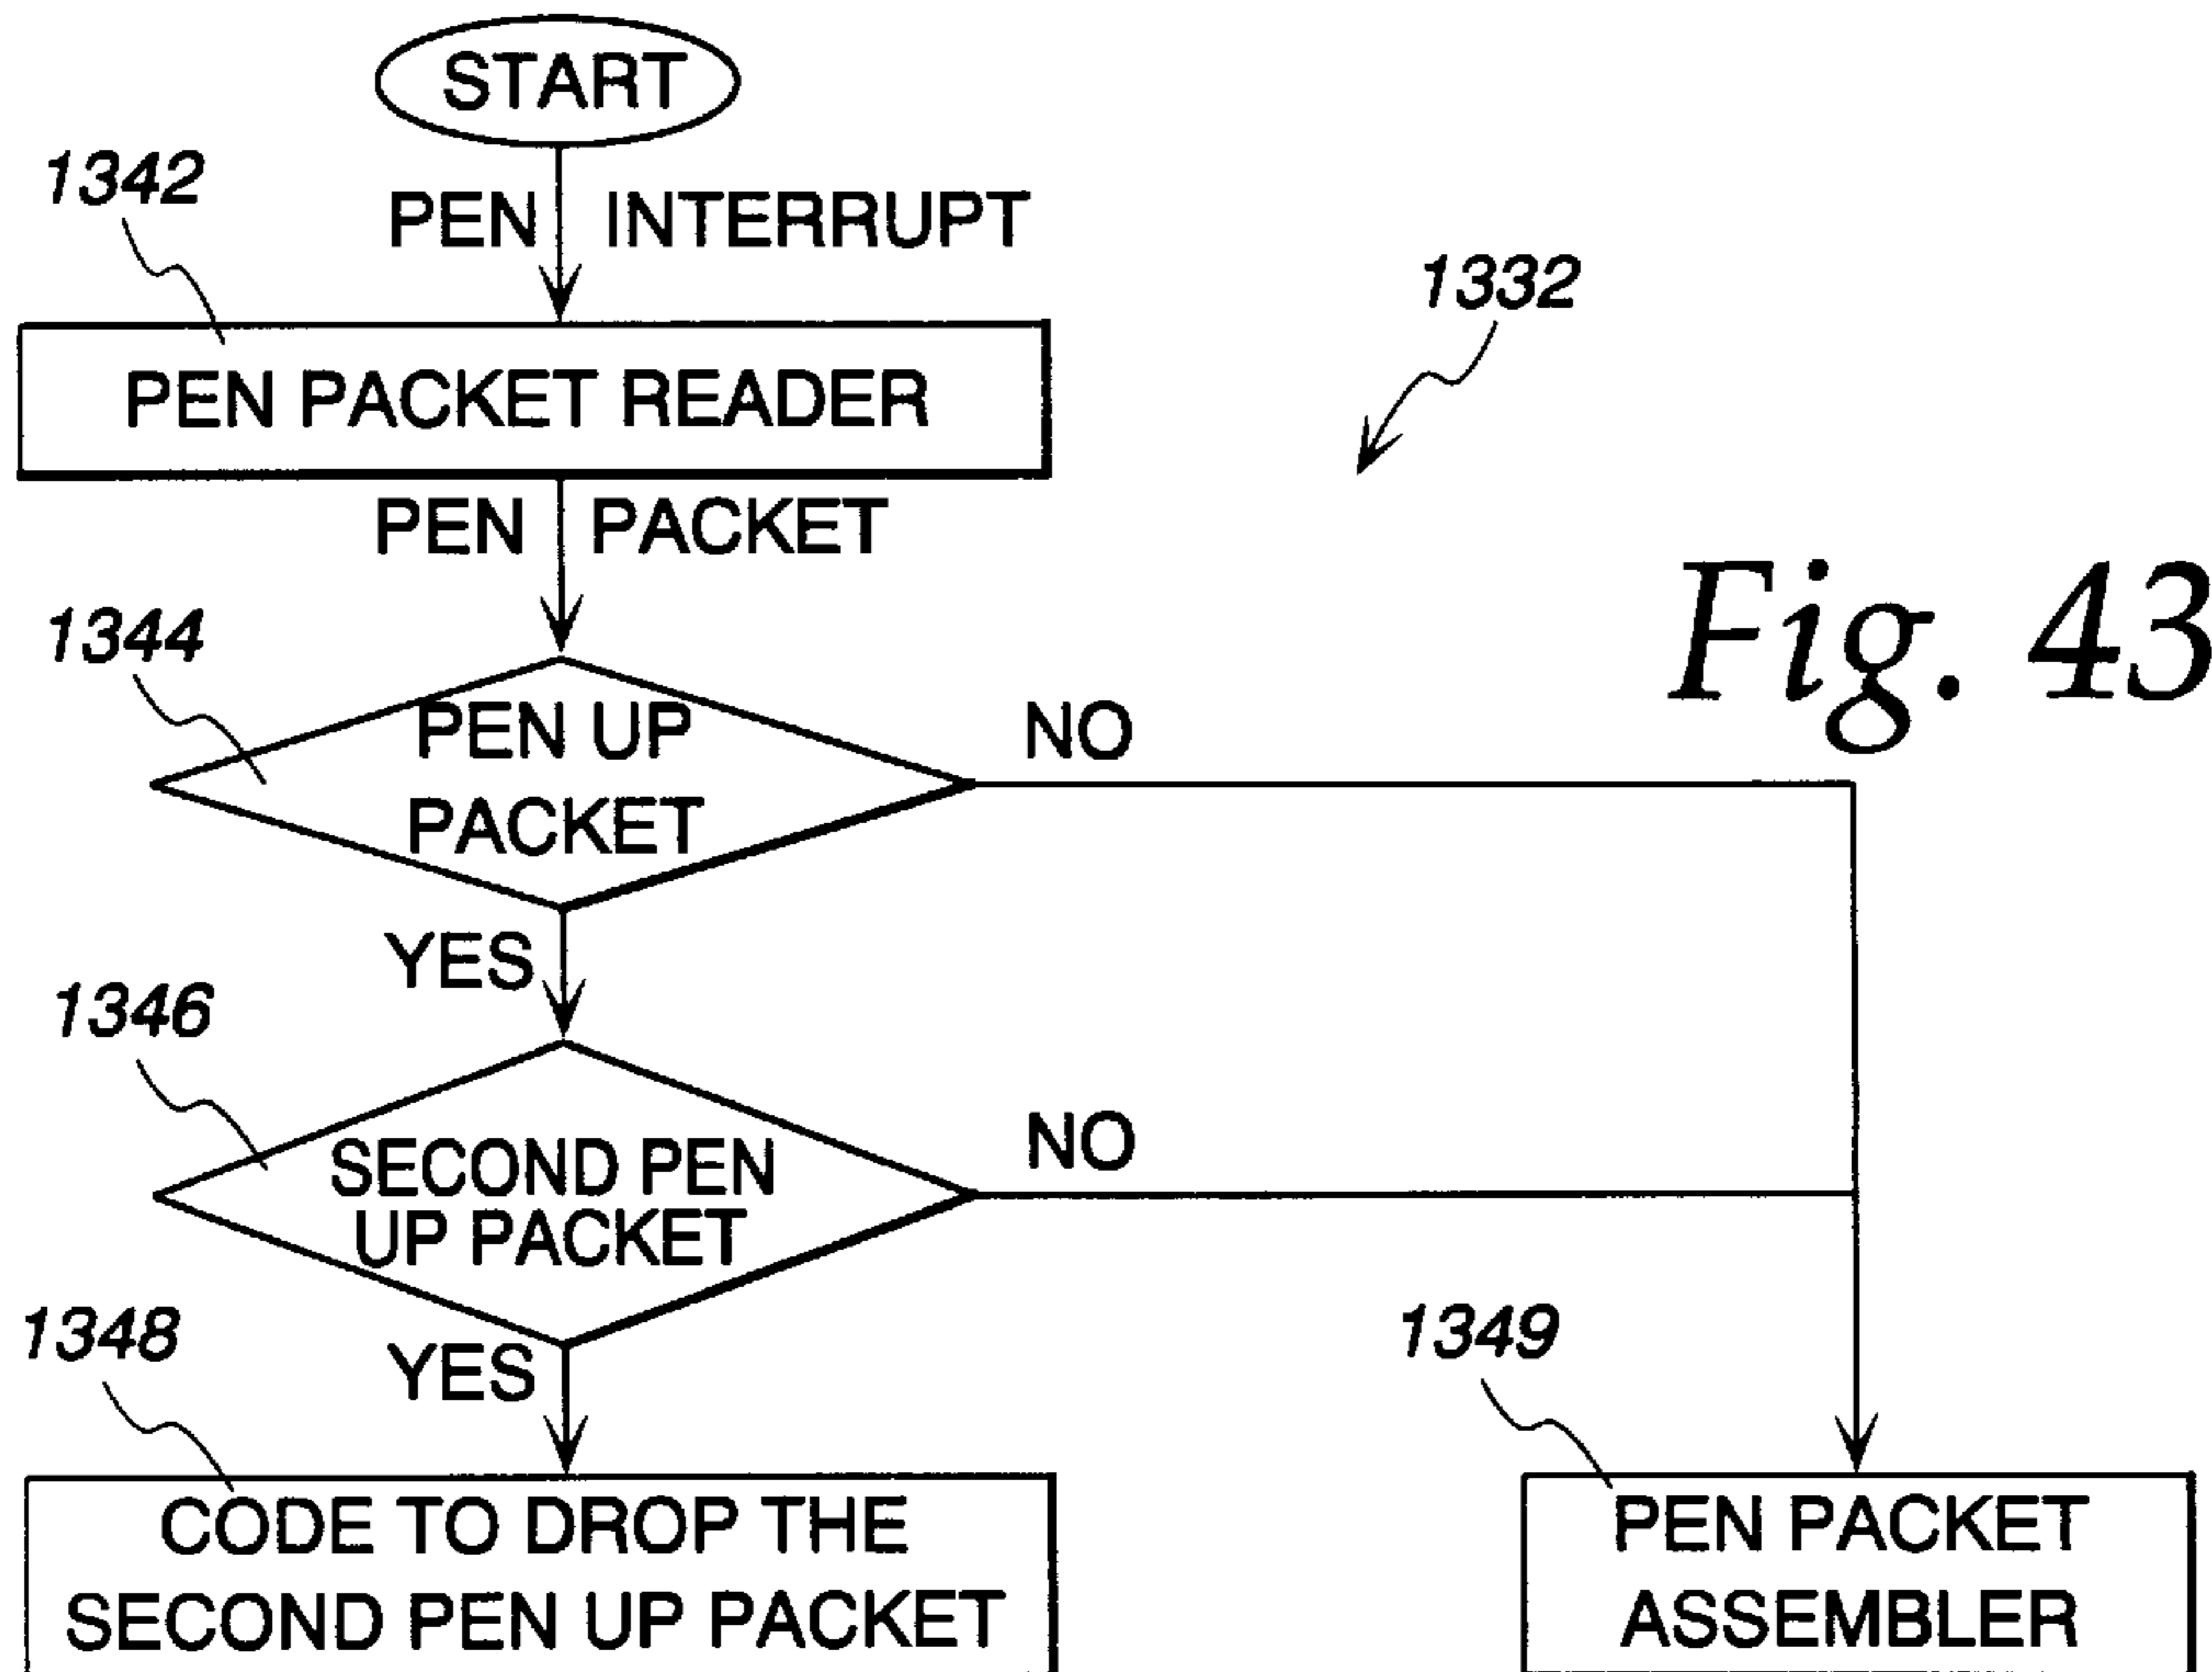 START
1342
PEN INTERRUPT
1332
PEN PACKET READER
PEN PACKET
Fig. 43
1344
PEN UP
PACKET
NO
YES
1346
SECOND PEN
UP PACKET
NO
1348
YES
1349
CODE TO DROP THE
SECOND PEN UP PACKET
PEN PACKET
ASSEMBLER